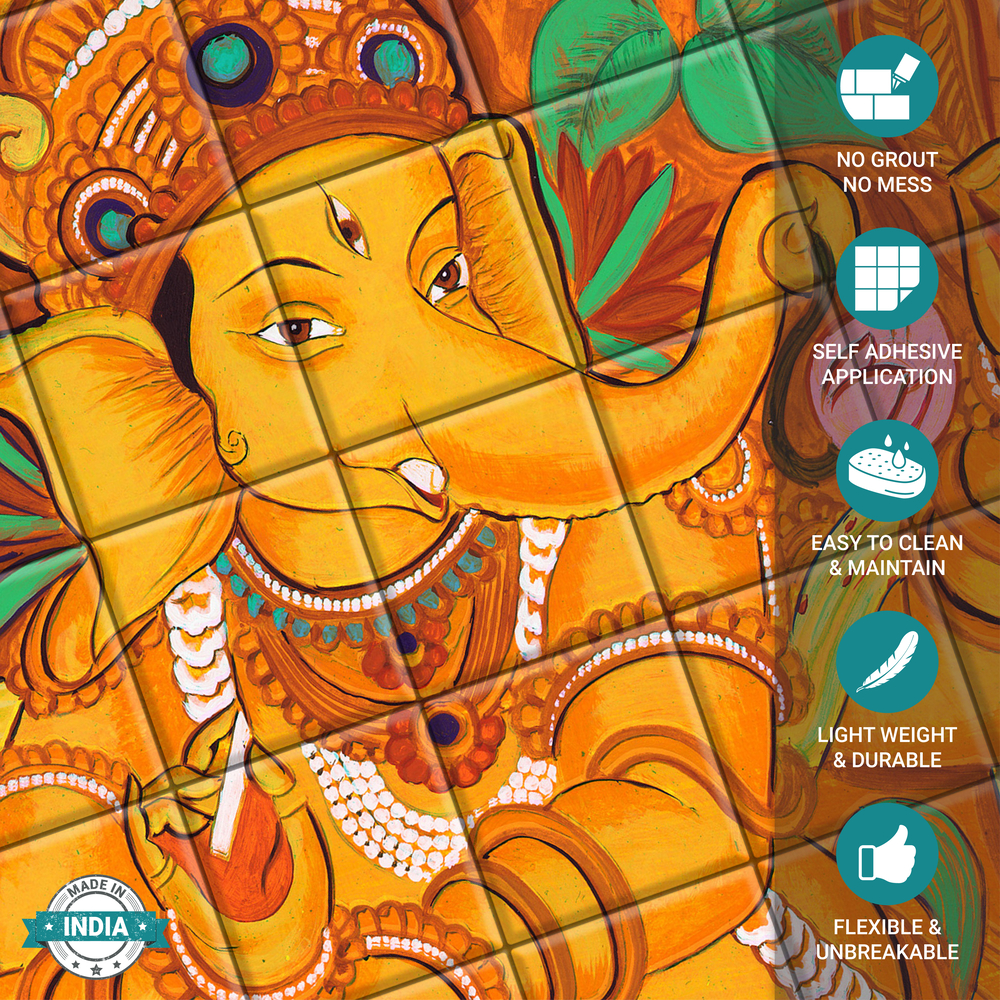 NO GROUT
NO MESS
SELF ADHESIVE
APPLICATION
EASY TO CLEAN
& MAINTAIN
LIGHT WEIGHT
& DURABLE
FLEXIBLE &
UNBREAKABLE
MADE IN
INDIA